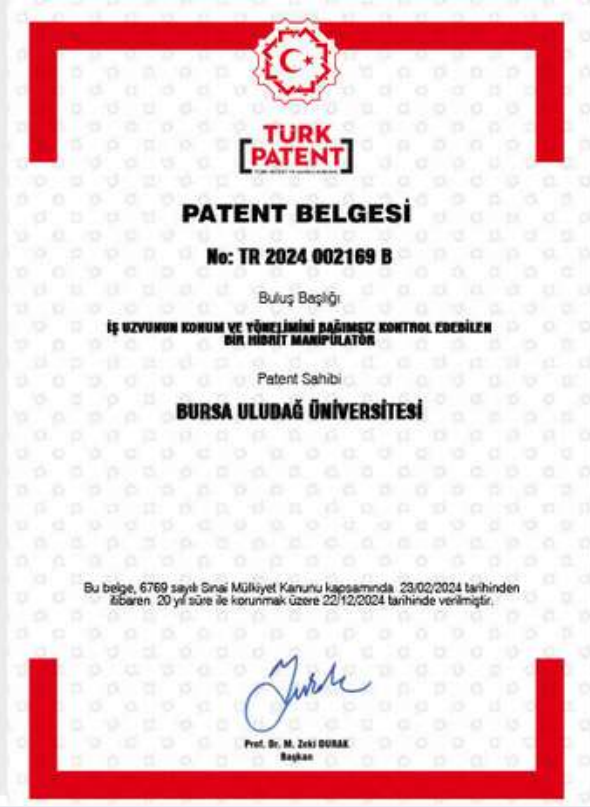 TÜRK
PATENT
PATENT BELGESİ
No: TR 2024 002169 B
Buluş Başlığı
İŞ UZVUNUN KONUM VE YÖNELİMİNİ BAĞIMSIZ KONTROL EDEBİLEN
BİR HİBRİT MANİPÜLATÖR
Patent Sahibi
BURSA ULUDAĞ ÜNİVERSİTESİ
Bu belge, 6769 sayılı Sınai Mülkiyet Kanunu kapsamında 23/02/2024 tarihinden
itibaren 20 yıl süre ile korunmak üzere 22/12/2024 tarihinde verilmiştir.
Prof. Dr. M. Zeki DURAK
Başkan